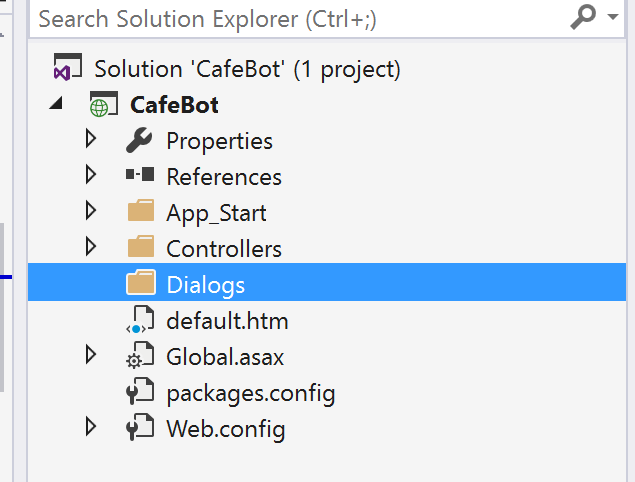 Search Solution Explorer (Ctrl+;)
Solution 'CafeBot' (1 project)
CafeBot
Properties
References
App_Start
Controllers
Dialogs
default.htm
Global.asax
packages.config
Web.config